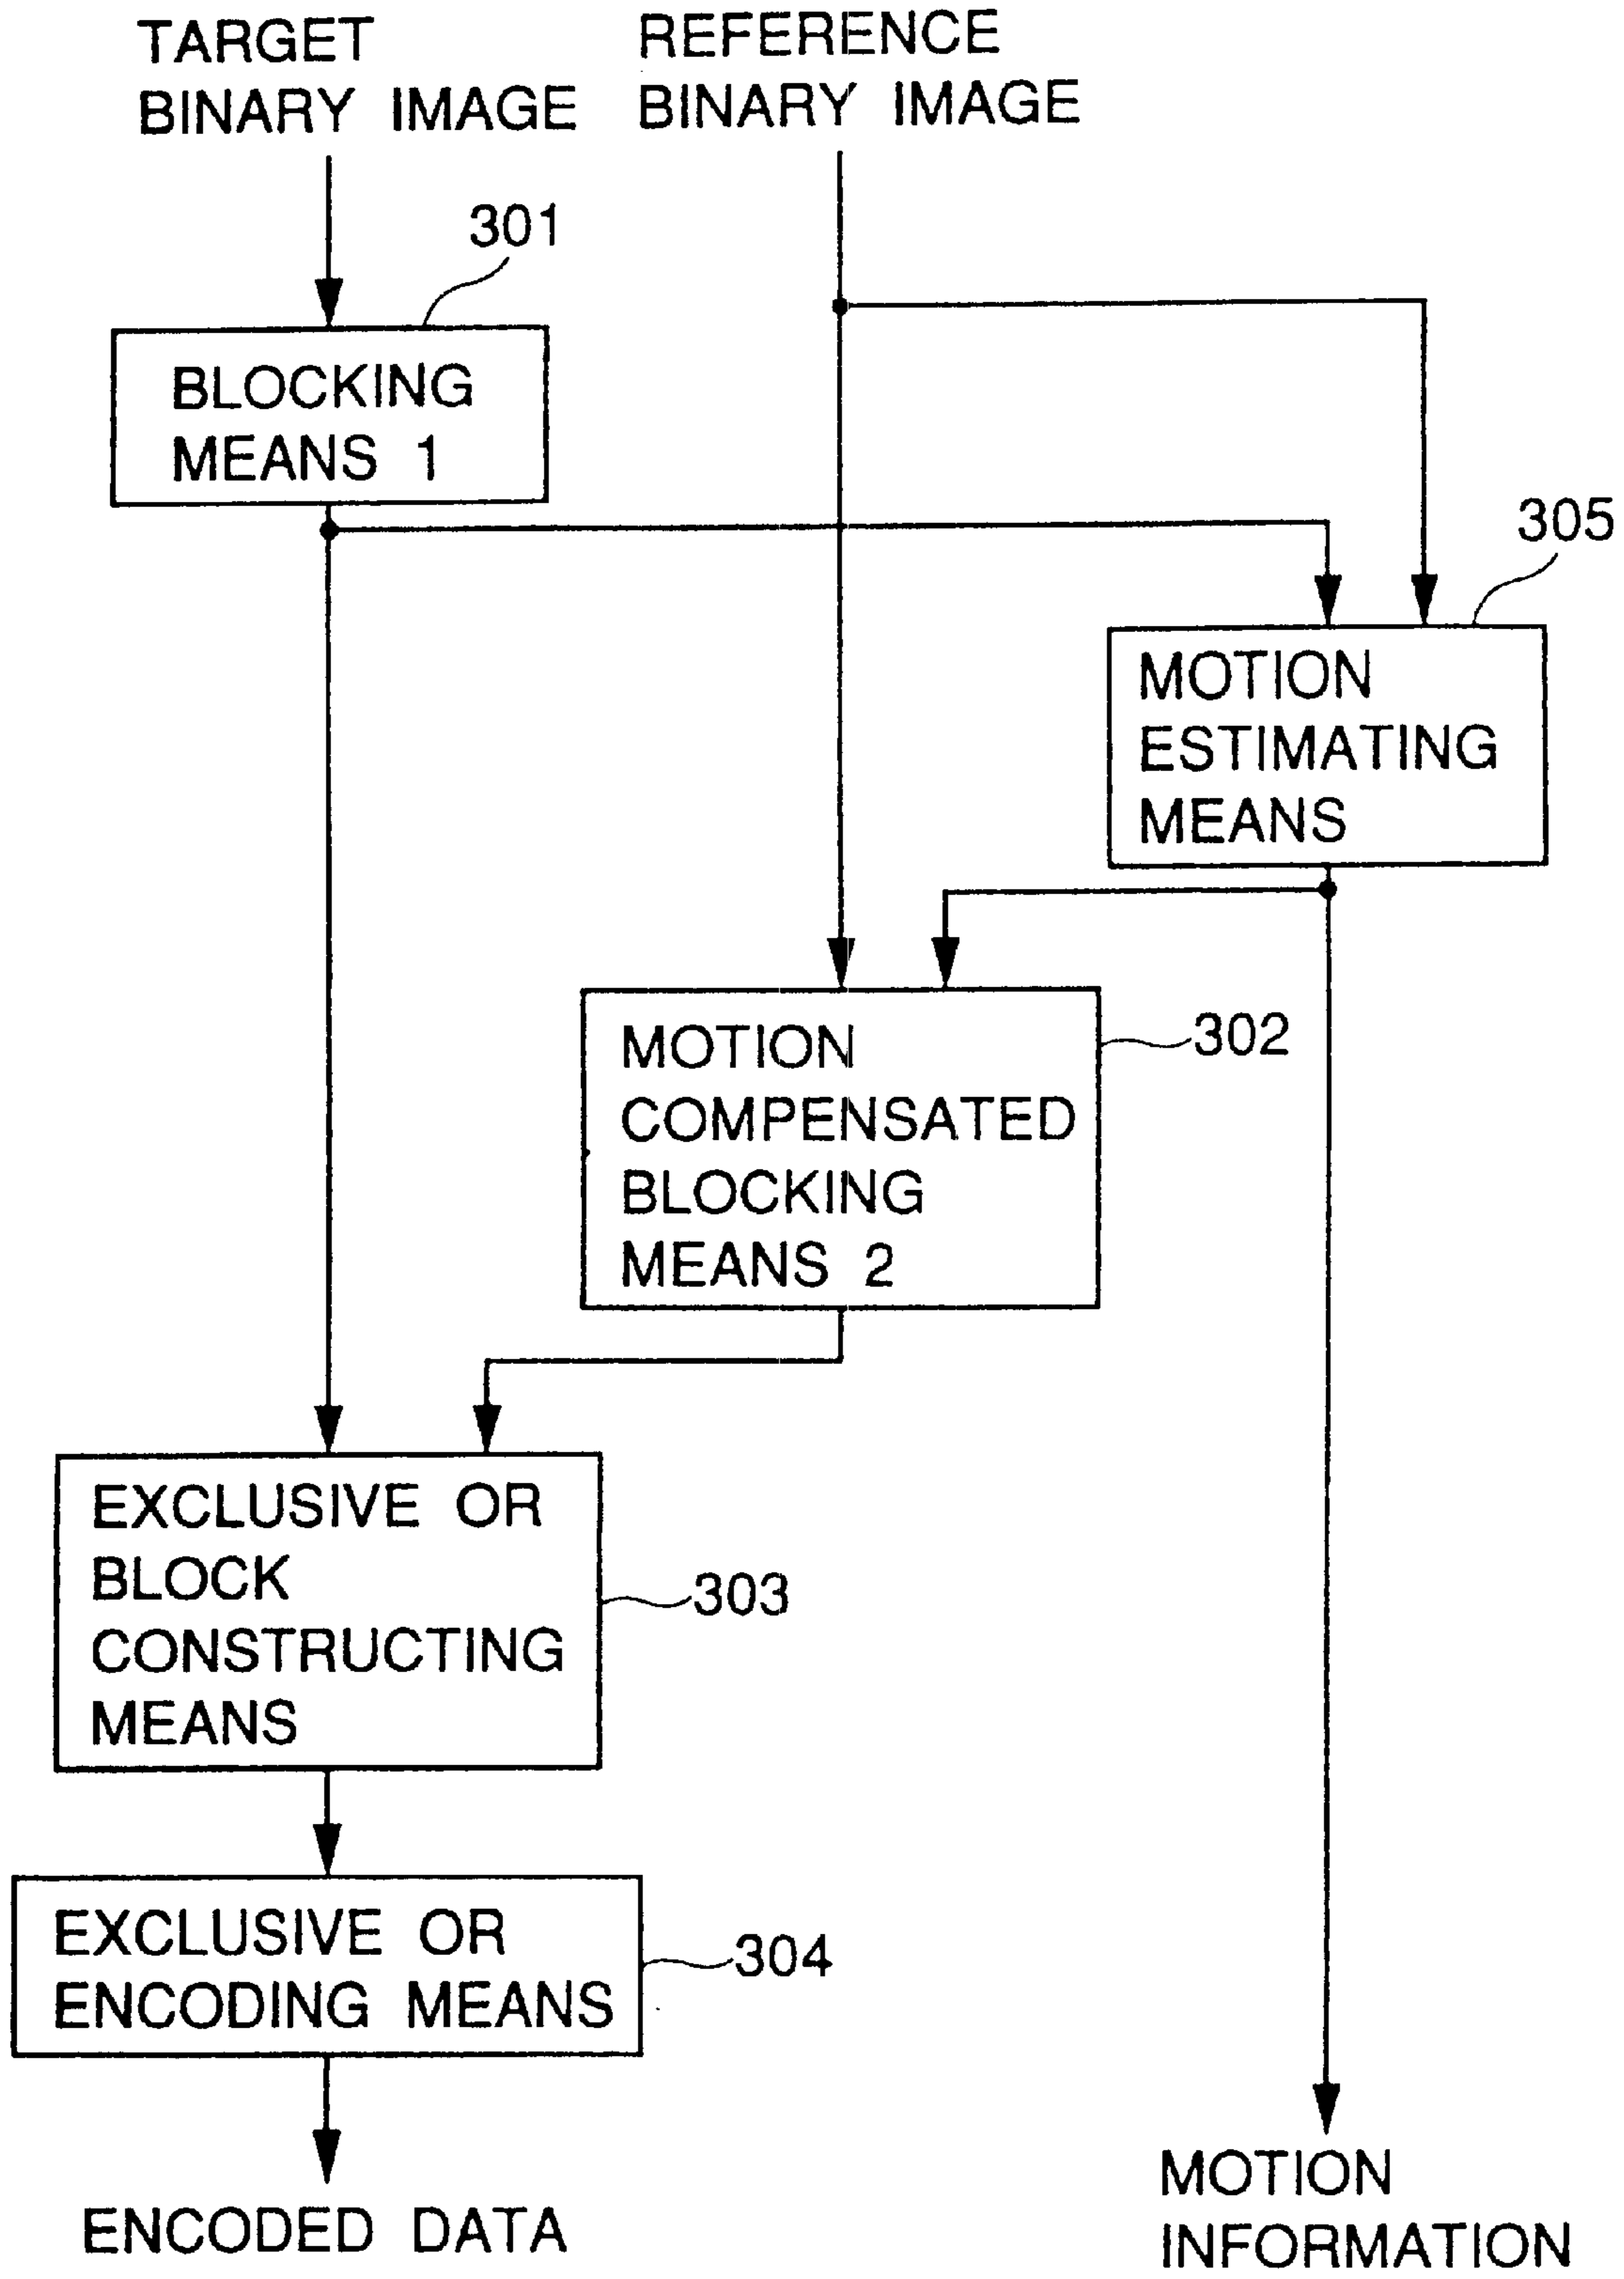 TARGET
BINARY IMAGE
REFERENCE
BINARY IMAGE
301
BLOCKING
MEANS 1
305
MOTION
ESTIMATING
MEANS
302
MOTION
COMPENSATED
BLOCKING
MEANS 2
EXCLUSIVE OR
BLOCK
CONSTRUCTING
MEANS
303
EXCLUSIVE OR
ENCODING MEANS
304
ENCODED DATA
MOTION
INFORMATION